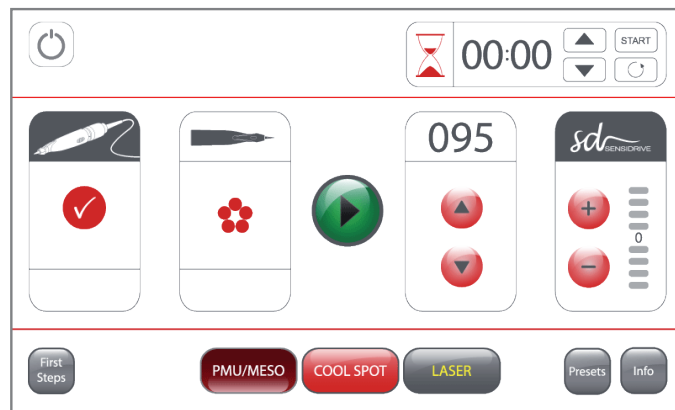 00:00
START
095
sd
SENSIDRIVE
0
First
Steps
PMU/MESO
COOL SPOT
LASER
Presets
Info